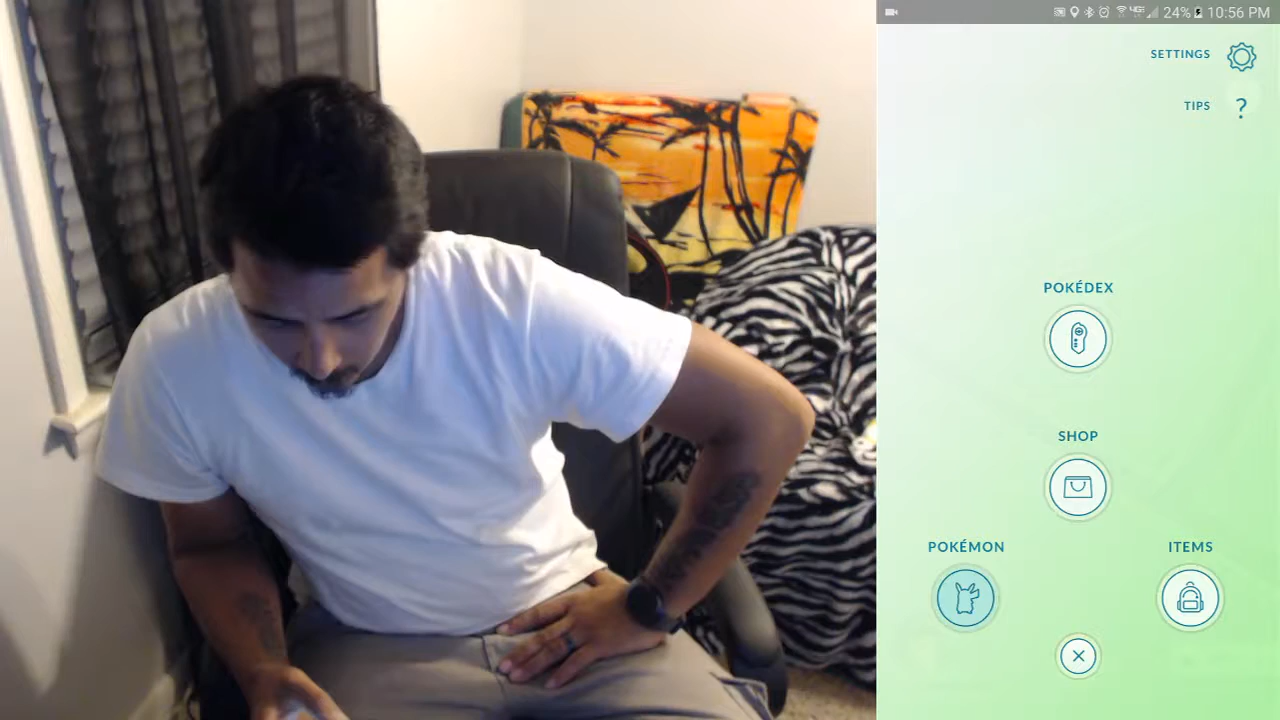 24% 10:56 PM
SETTINGS
TIPS ?
POKÉDEX
SHOP
POKÉMON ITEMS